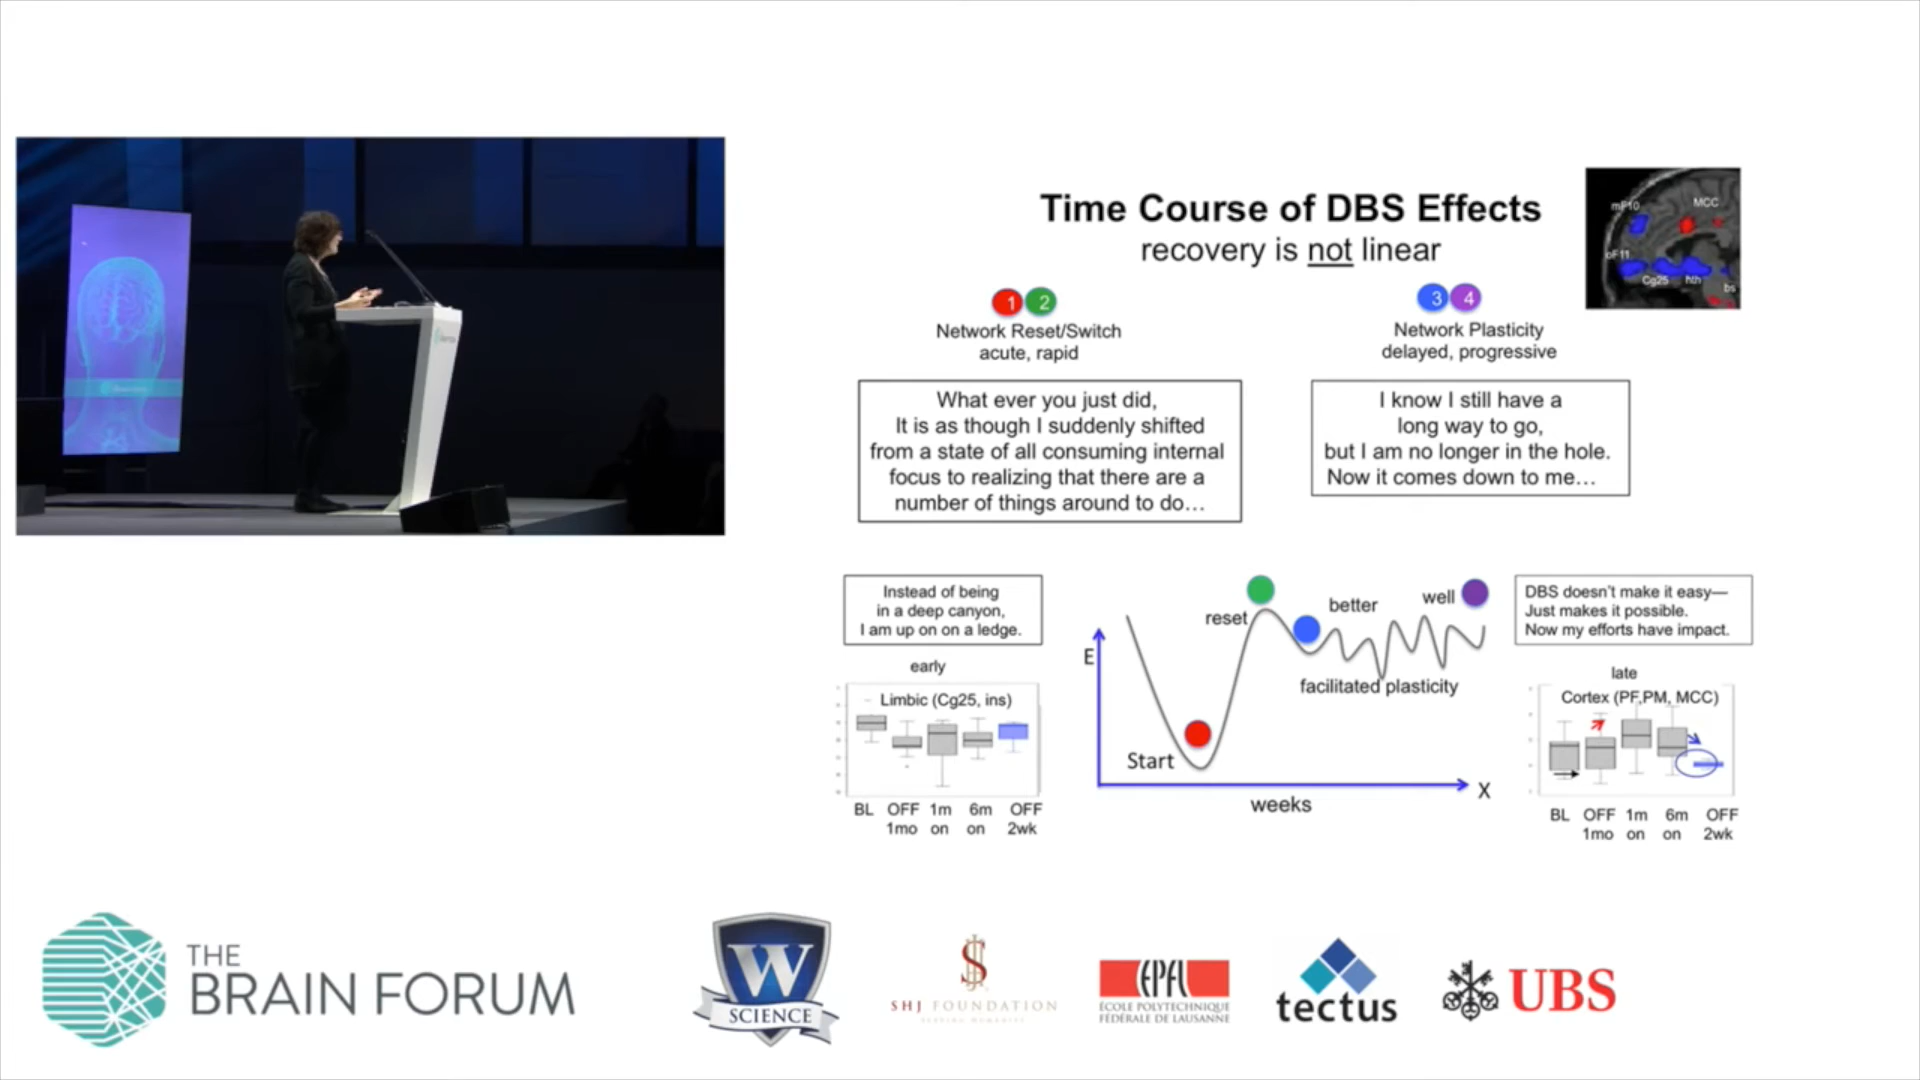 Time Course of DBS Effects
recovery is not linear
mF10
MCC
oF11
Cg25
hth
bs
1 2
Network Reset/Switch
acute, rapid
3 4
Network Plasticity
delayed, progressive
What ever you just did,
It is as though I suddenly shifted
from a state of all consuming internal
focus to realizing that there are a
number of things around to do…
I know I still have a
long way to go,
but I am no longer in the hole.
Now it comes down to me…
Instead of being
in a deep canyon,
I am up on on a ledge.
early
Limbic (Cg25, ins)
BL OFF 1m 6m OFF
1mo on on 2wk
E
reset
better
well
facilitated plasticity
Start
weeks
X
DBS doesn't make it easy—
Just makes it possible.
Now my efforts have impact.
late
Cortex (PF,PM, MCC)
BL OFF 1m 6m OFF
1mo on on 2wk
THE
BRAIN FORUM
W
SCIENCE
SHJ FOUNDATION
EPFL
ÉCOLE POLYTECHNIQUE
FÉDÉRALE DE LAUSANNE
tectus
UBS